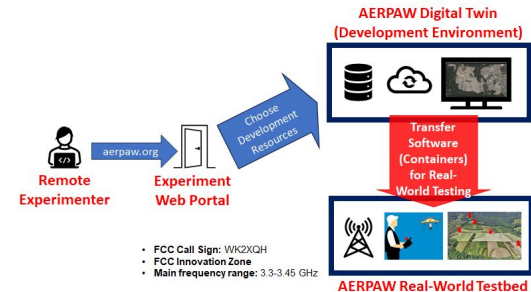 AERPAW Digital Twin
(Development Environment)
Choose
Development
Resources
aerpaw.org
Transfer
Software
(Containers)
for Real-
World Testing
Remote
Experimenter
Experiment
Web Portal
• FCC Call Sign: WK2XQH
• FCC Innovation Zone
• Main frequency range: 3.3-3.45 GHz
AERPAW Real-World Testbed